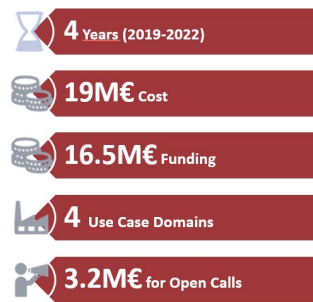 4 Years (2019-2022)
19M€ Cost
16.5M€ Funding
4 Use Case Domains
3.2M€ for Open Calls